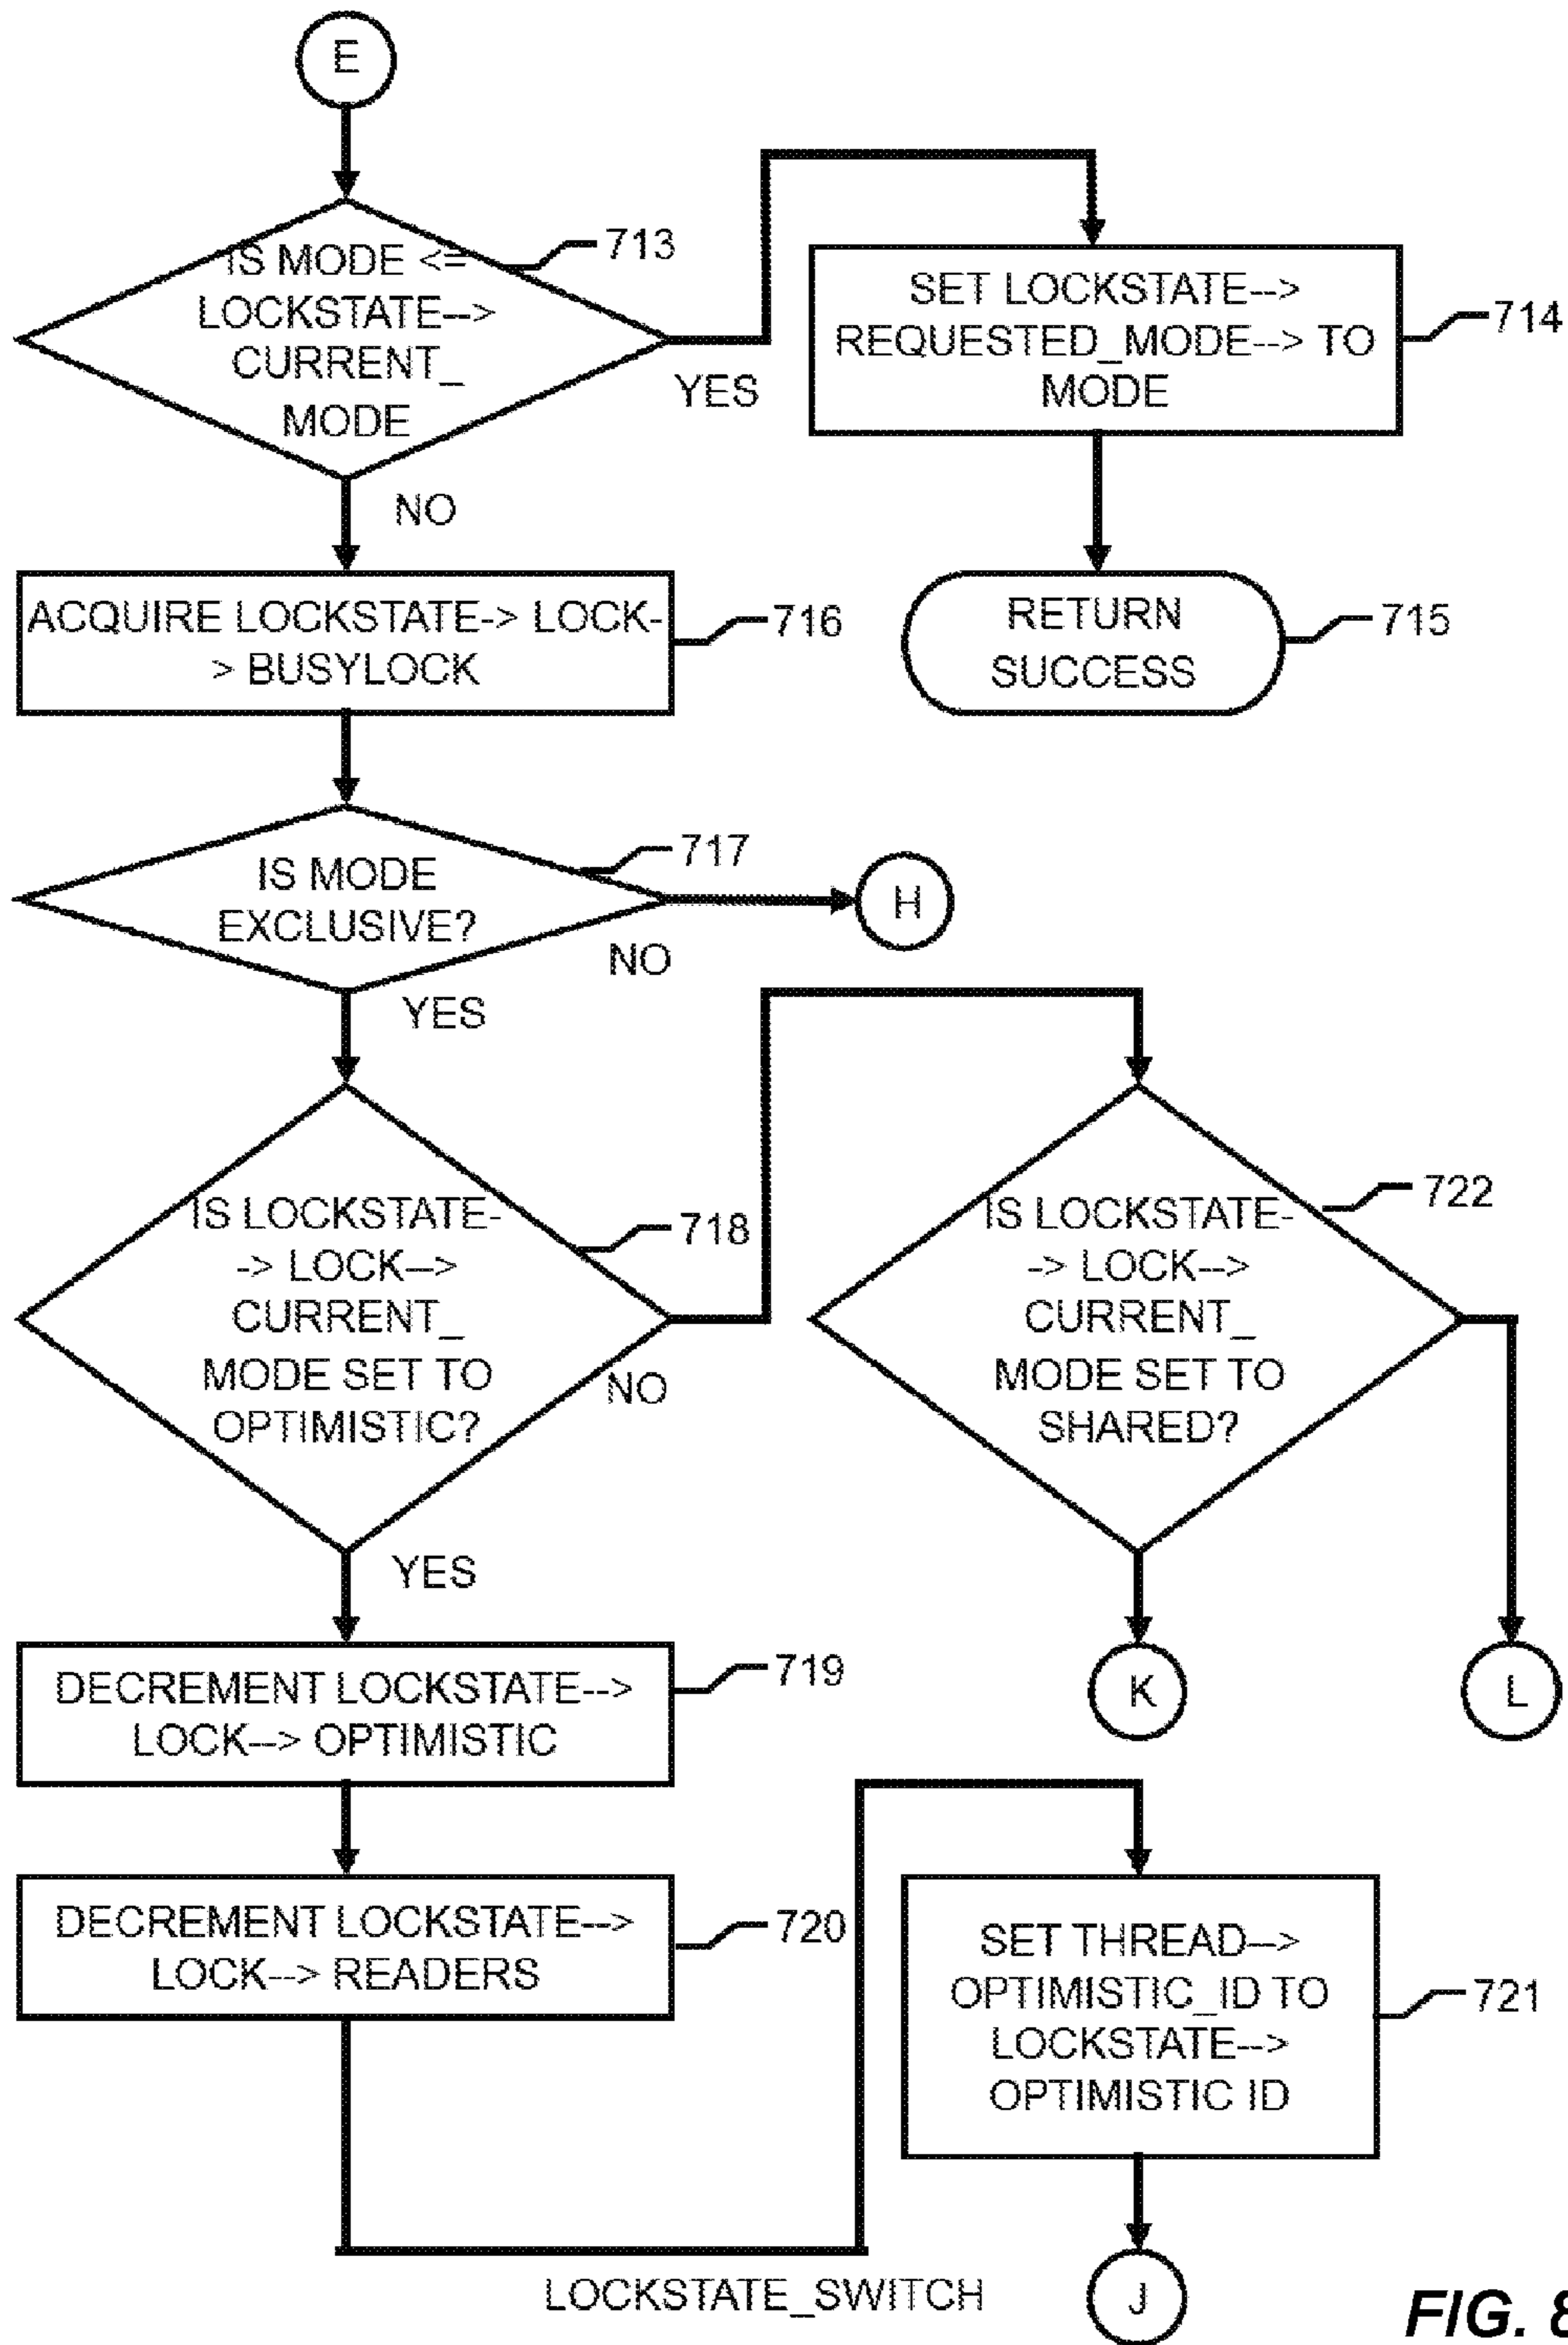 E
IS MODE <=
LOCKSTATE-->
CURRENT_
MODE
713
YES
NO
SET LOCKSTATE-->
REQUESTED_MODE--> TO
MODE
714
RETURN
SUCCESS
715
ACQUIRE LOCKSTATE-> LOCK-
> BUSYLOCK
716
IS MODE
EXCLUSIVE?
717
NO
H
YES
IS LOCKSTATE-
-> LOCK-->
CURRENT_
MODE SET TO
OPTIMISTIC?
718
NO
YES
IS LOCKSTATE-
-> LOCK-->
CURRENT_
MODE SET TO
SHARED?
722
K
L
DECREMENT LOCKSTATE-->
LOCK--> OPTIMISTIC
719
DECREMENT LOCKSTATE-->
LOCK--> READERS
720
LOCKSTATE_SWITCH
SET THREAD-->
OPTIMISTIC_ID TO
LOCKSTATE-->
OPTIMISTIC ID
721
J
FIG. 8